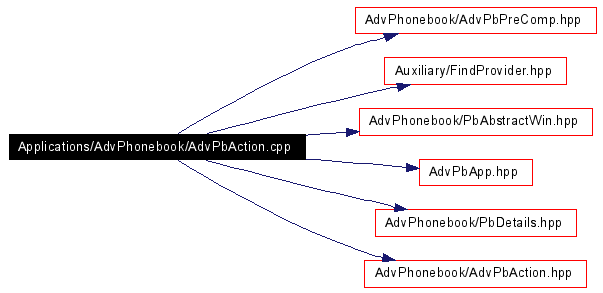 AdvPhonebook/AdvPbPreComp.hpp
Auxiliary/FindProvider.hpp
AdvPhonebook/PbAbstractWin.hpp
Applications/AdvPhonebook/AdvPbAction.cpp
AdvPbApp.hpp
AdvPhonebook/PbDetails.hpp
AdvPhonebook/AdvPbAction.hpp